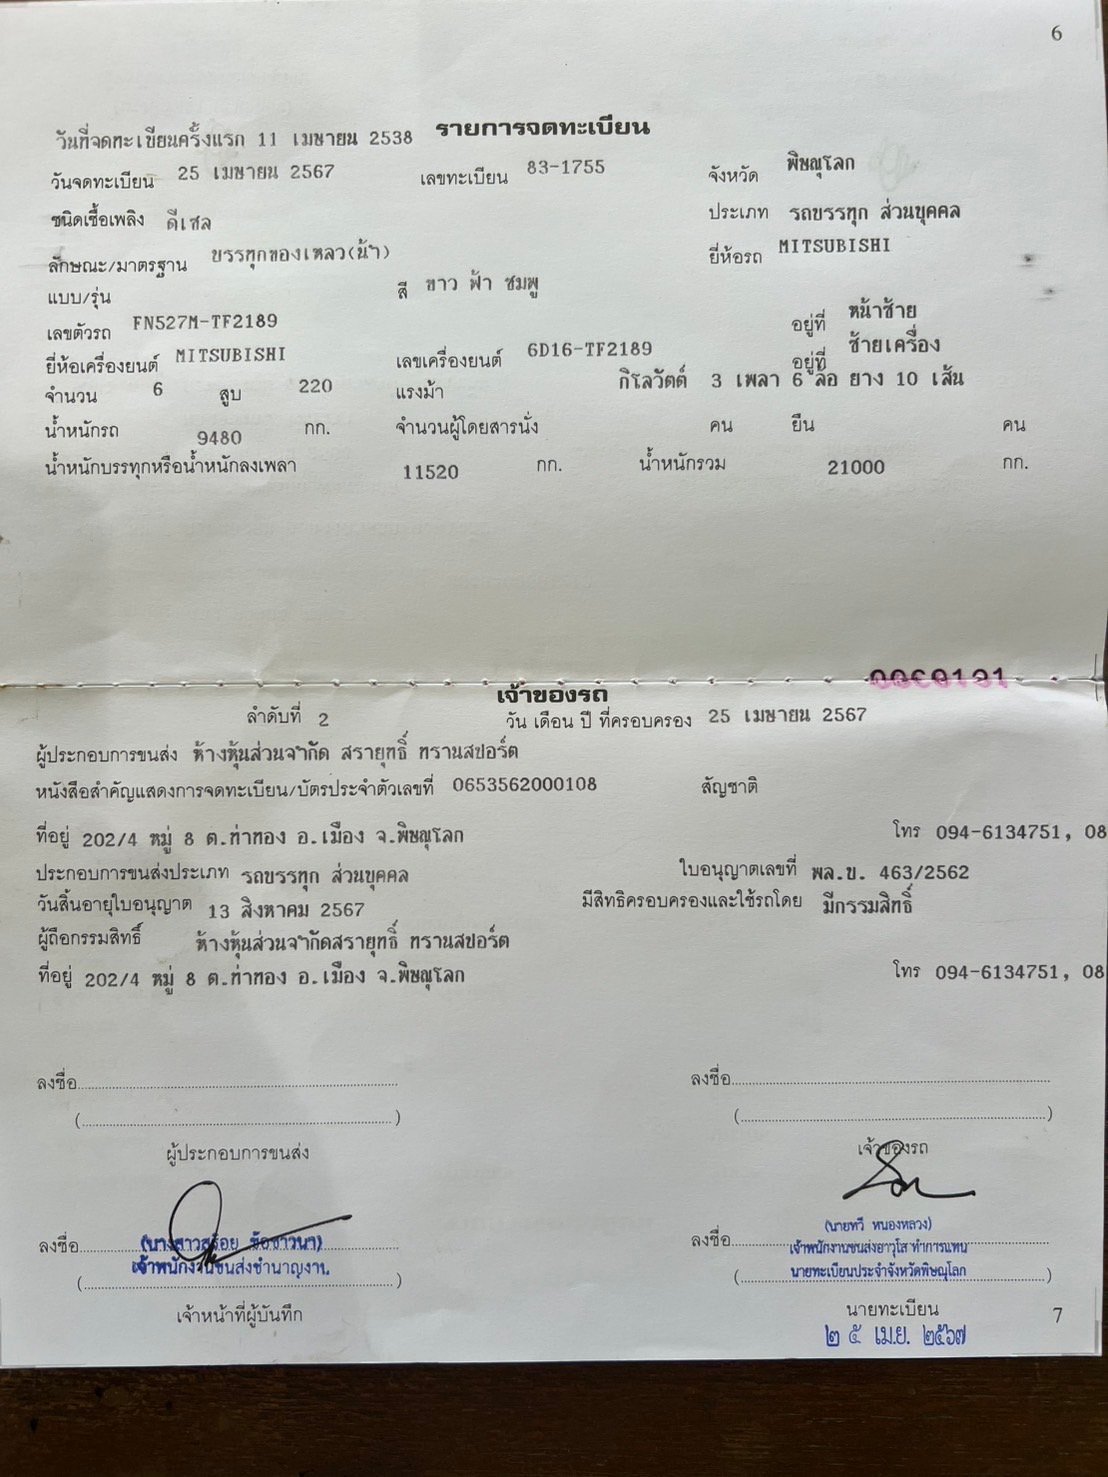 6
รายการจดทะเบียน
วันที่จดทะเบียนครั้งแรก 11 เมษายน 2538
วันจดทะเบียน 25 เมษายน 2567 เลขทะเบียน 83-1755 จังหวัด พิษณุโลก
ชนิดเชื้อเพลิง ดีเซล ประเภท รถบรรทุก ส่วนบุคคล
ลักษณะ/มาตรฐาน บรรทุกของเหลว(น้ำ) ยี่ห้อรถ MITSUBISHI
แบบ/รุ่น สี ขาว ฟ้า ชมพู
เลขตัวรถ FN527M-TF2189 อยู่ที่ หน้าซ้าย
ยี่ห้อเครื่องยนต์ MITSUBISHI เลขเครื่องยนต์ 6D16-TF2189 อยู่ที่ ซ้ายเครื่อง
จำนวน 6 สูบ 220 แรงม้า กิโลวัตต์ 3 เพลา 6 ล้อ ยาง 10 เส้น
น้ำหนักรถ 9480 กก. จำนวนผู้โดยสารนั่ง คน ยืน คน
น้ำหนักบรรทุกหรือน้ำหนักลงเพลา 11520 กก. น้ำหนักรวม 21000 กก.
เจ้าของรถ
ลำดับที่ 2 วัน เดือน ปี ที่ครอบครอง 25 เมษายน 2567
ผู้ประกอบการขนส่ง ห้างหุ้นส่วนจำกัด สรายุทธิ์ ทรานสปอร์ต
หนังสือสำคัญแสดงการจดทะเบียน/บัตรประจำตัวเลขที่ 0653562000108 สัญชาติ
ที่อยู่ 202/4 หมู่ 8 ต.ท่าทอง อ.เมือง จ.พิษณุโลก โทร 094-6134751, 08
ประกอบการขนส่งประเภท รถบรรทุก ส่วนบุคคล ใบอนุญาตเลขที่ พล.ข. 463/2562
วันสิ้นอายุใบอนุญาต 13 สิงหาคม 2567 มีสิทธิครอบครองและใช้รถโดย มีกรรมสิทธิ์
ผู้ถือกรรมสิทธิ์ ห้างหุ้นส่วนจำกัดสรายุทธิ์ ทรานสปอร์ต
ที่อยู่ 202/4 หมู่ 8 ต.ท่าทอง อ.เมือง จ.พิษณุโลก โทร 094-6134751, 08
ลงชื่อ ลงชื่อ
ผู้ประกอบการขนส่ง เจ้าของรถ
(นายทวี หนองหลวง)
ลงชื่อ (นางสาวสร้อย ลงชื่อ เจ้าพนักงานขนส่งอาวุโส ทำการแทน
เจ้าพนักงานขนส่งชำนาญงาน นายทะเบียนประจำจังหวัดพิษณุโลก
เจ้าหน้าที่ผู้บันทึก นายทะเบียน 7
๒๕ เม.ย. ๒๕๖๗